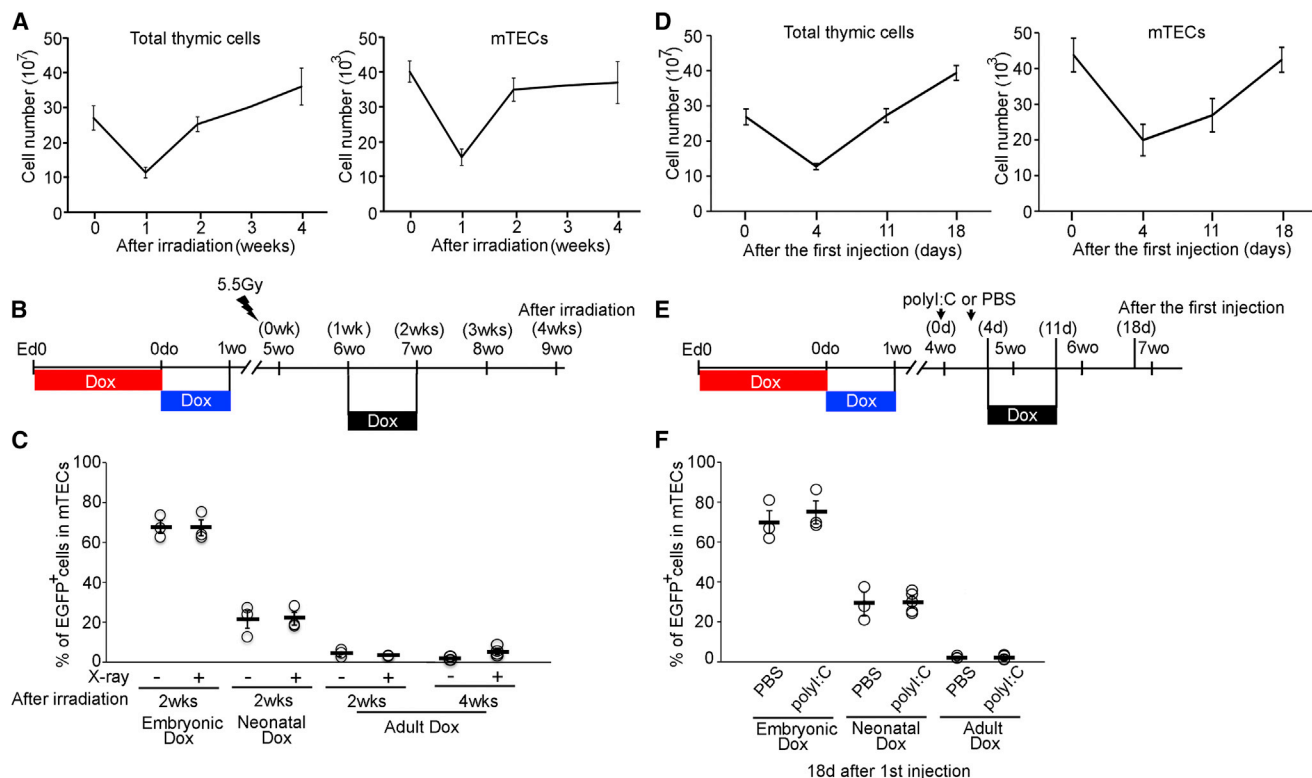 A
Total thymic cells
Cell number (10⁷)
50
40
30
20
10
0
0 1 2 3 4
After irradiation (weeks)
mTECs
Cell number (10³)
50
40
30
20
10
0
0 1 2 3 4
After irradiation (weeks)
B
5.5Gy
After irradiation
(0wk) (1wk) (2wks) (3wks) (4wks)
Ed0 0do 1wo 5wo 6wo 7wo 8wo 9wo
Dox
Dox
Dox
C
% of EGFP⁺cells in mTECs
100
80
60
40
20
0
X-ray - + - + - + - +
After irradiation 2wks 2wks 2wks 4wks
Embryonic Dox
Neonatal Dox
Adult Dox
D
Total thymic cells
Cell number (10⁷)
50
40
30
20
10
0
0 4 11 18
After the first injection (days)
mTECs
Cell number (10³)
50
40
30
20
10
0
0 4 11 18
After the first injection (days)
E
polyI:C or PBS
After the first injection
(0d) (4d) (11d) (18d)
Ed0 0do 1wo 4wo 5wo 6wo 7wo
Dox
Dox
Dox
F
% of EGFP⁺cells in mTECs
100
80
60
40
20
0
PBS polyI:C PBS polyI:C PBS polyI:C
Embryonic Dox
Neonatal Dox
Adult Dox
18d after 1st injection